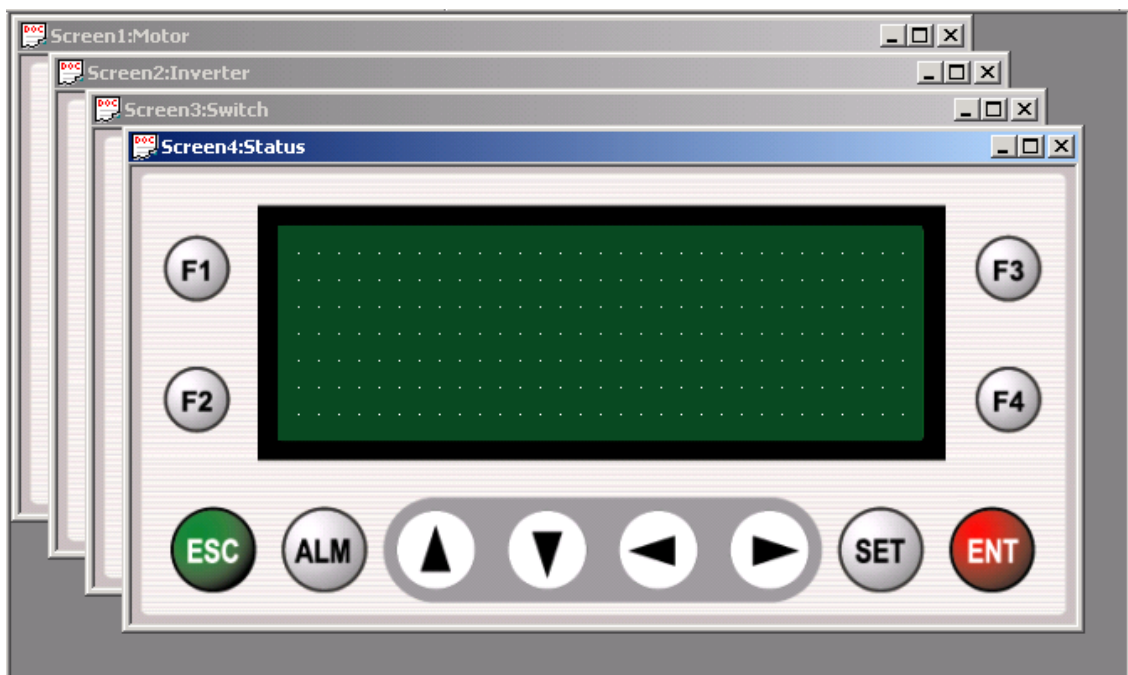 Screen1:Motor
Screen2:Inverter
Screen3:Switch
Screen4:Status
F1
F3
F2
F4
ESC ALM SET ENT